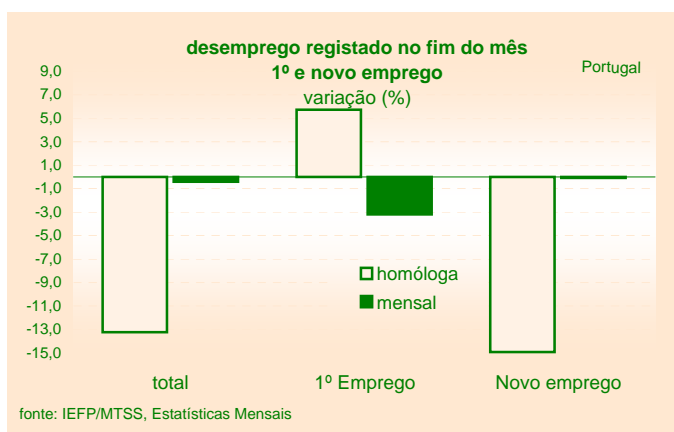 desemprego registado no fim do mês
1º e novo emprego
variação (%)
Portugal
9,0
7,0
5,0
3,0
1,0
-1,0
-3,0
-5,0
-7,0
-9,0
-11,0
-13,0
-15,0
homóloga
mensal
total 1º Emprego Novo emprego
fonte: IEFP/MTSS, Estatísticas Mensais